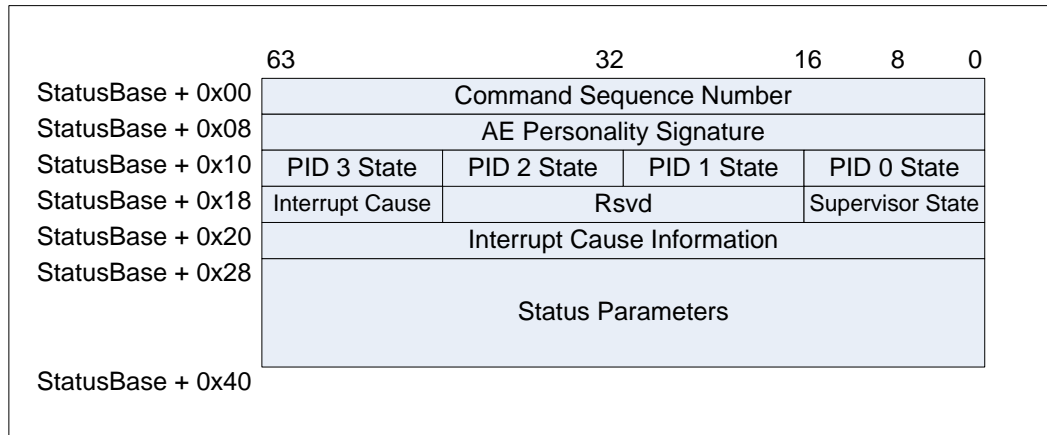 63 32 16 8 0
StatusBase + 0x00 Command Sequence Number
StatusBase + 0x08 AE Personality Signature
StatusBase + 0x10 PID 3 State PID 2 State PID 1 State PID 0 State
StatusBase + 0x18 Interrupt Cause Rsvd Supervisor State
StatusBase + 0x20 Interrupt Cause Information
StatusBase + 0x28
Status Parameters
StatusBase + 0x40